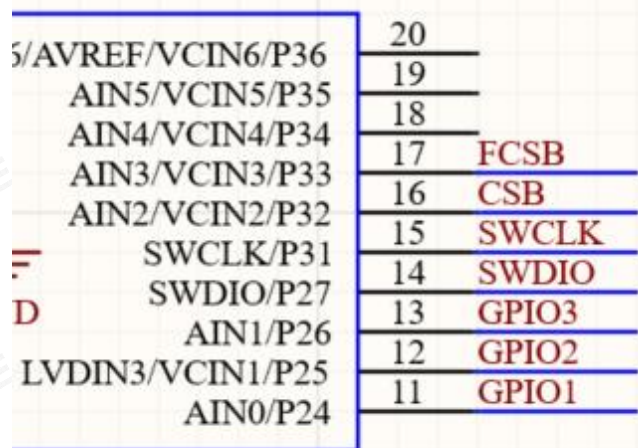 6/AVREF/VCIN6/P36 20
AIN5/VCIN5/P35 19
AIN4/VCIN4/P34 18
AIN3/VCIN3/P33 17 FCSB
AIN2/VCIN2/P32 16 CSB
SWCLK/P31 15 SWCLK
SWDIO/P27 14 SWDIO
D AIN1/P26 13 GPIO3
LVDIN3/VCIN1/P25 12 GPIO2
AIN0/P24 11 GPIO1